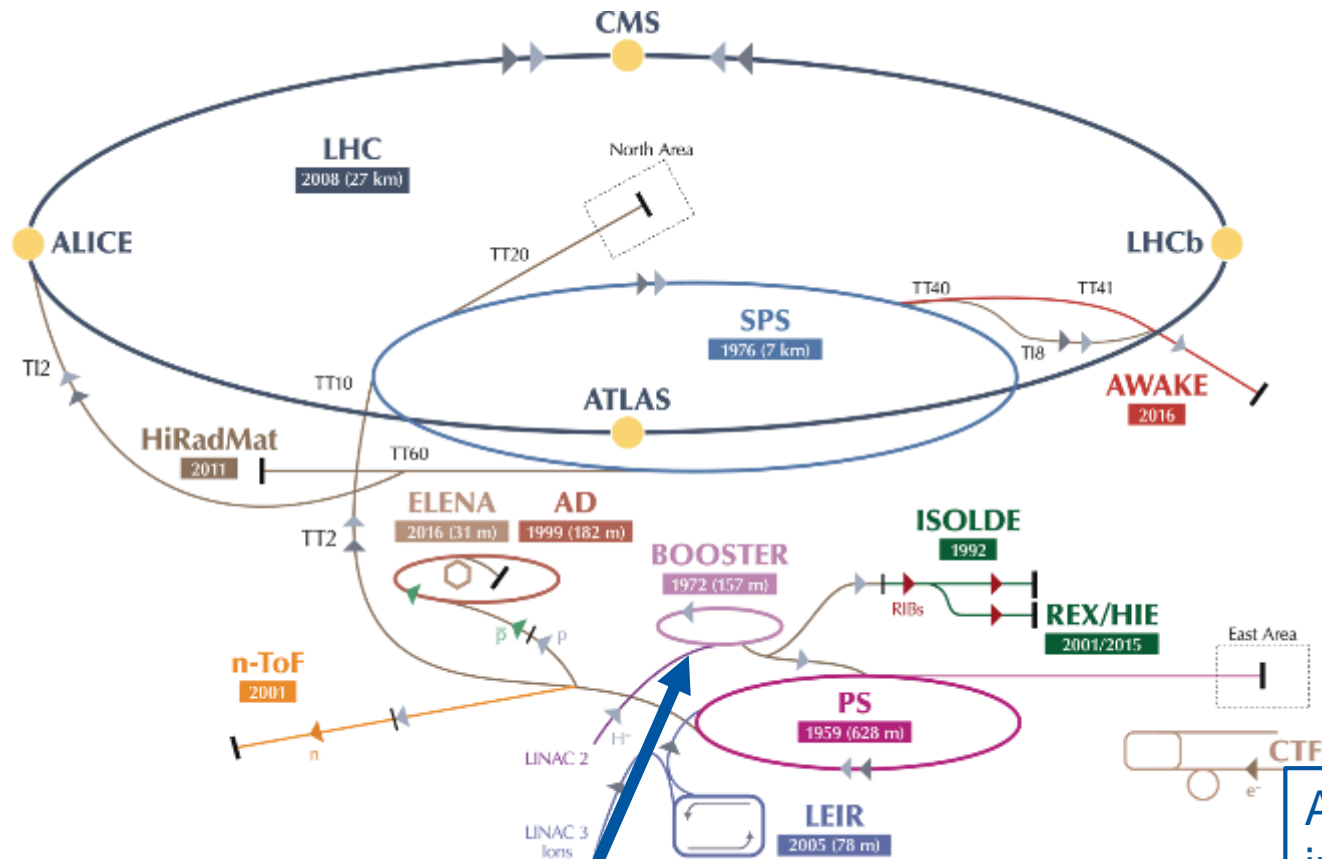 CMS
LHC
2008 (27 km)
North Area
ALICE
LHCb
TT20
TT40
TT41
SPS
1976 (7 km)
TI8
TI2
TT10
ATLAS
AWAKE
2016
HiRadMat
2011
TT60
ELENA
2016 (31 m)
AD
1999 (182 m)
TT2
ISOLDE
1992
BOOSTER
1972 (157 m)
RIBs
REX/HIE
2001/2015
p̅
p
East Area
n-ToF
2001
PS
1959 (628 m)
H⁺
n
LINAC 2
CTF
e⁻
LEIR
2005 (78 m)
LINAC 3
Ions